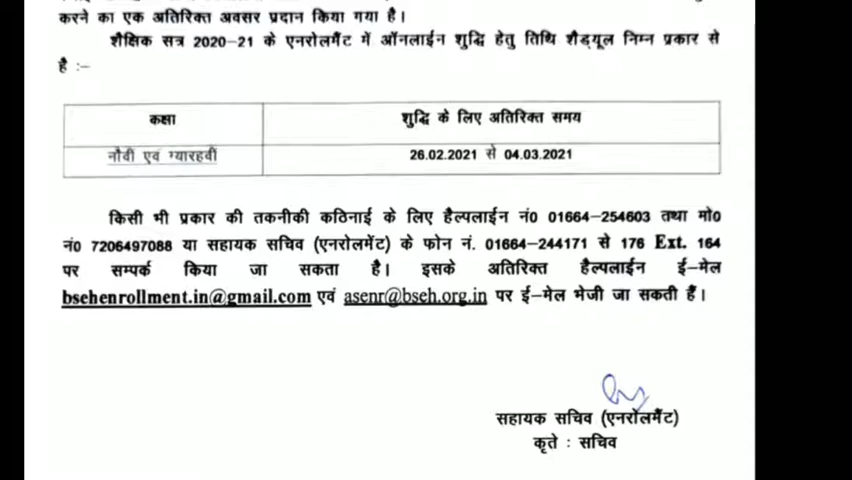 करने का एक अतिरिक्त अवसर प्रदान किया गया है।
शैक्षिक सत्र 2020-21 के एनरोलमैंट में ऑनलाईन शुद्धि हेतु तिथि शैड्यूल निम्न प्रकार से
है :-
कक्षा शुद्धि के लिए अतिरिक्त समय
नौवी एवं ग्यारहवीं 26.02.2021 से 04.03.2021
किसी भी प्रकार की तकनीकी कठिनाई के लिए हैल्पलाईन नं0 01664-254603 तथा मो0
नं0 7206497088 या सहायक सचिव (एनरोलमेंट) के फोन नं. 01664-244171 से 176 Ext. 164
पर सम्पर्क किया जा सकता है। इसके अतिरिक्त हैल्पलाईन ई-मेल
bsehenrollment.in@gmail.com एवं asenr@bseh.org.in पर ई-मेल भेजी जा सकती हैं।
सहायक सचिव (एनरोलमैंट)
कृते : सचिव